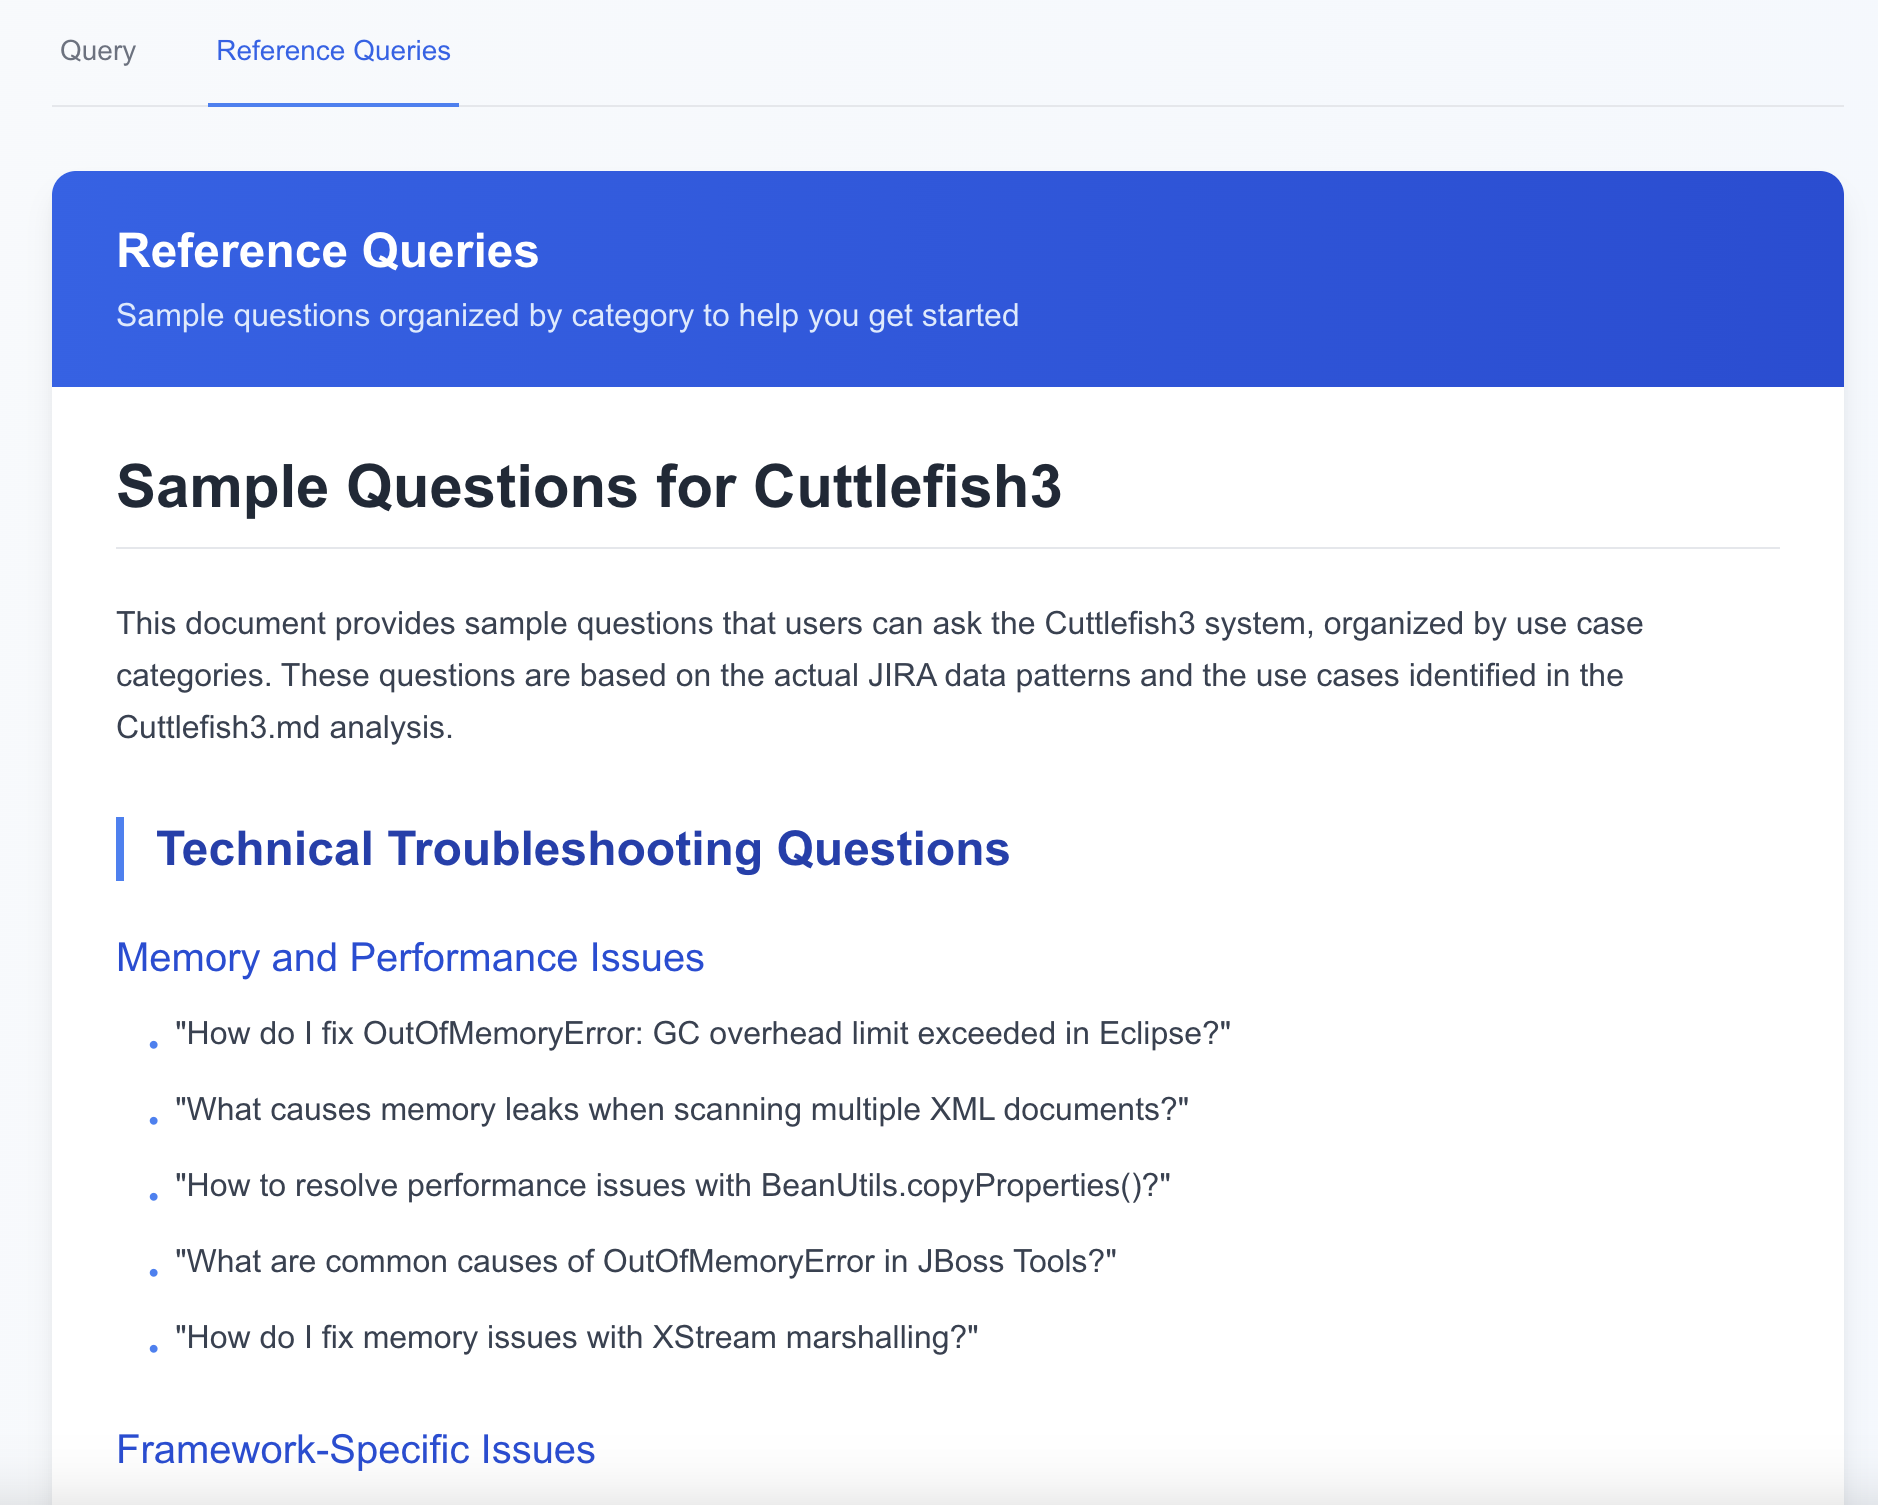 Query
Reference Queries
Reference Queries
Sample questions organized by category to help you get started
Sample Questions for Cuttlefish3
This document provides sample questions that users can ask the Cuttlefish3 system, organized by use case
categories. These questions are based on the actual JIRA data patterns and the use cases identified in the
Cuttlefish3.md analysis.
Technical Troubleshooting Questions
Memory and Performance Issues
• "How do I fix OutOfMemoryError: GC overhead limit exceeded in Eclipse?"
• "What causes memory leaks when scanning multiple XML documents?"
• "How to resolve performance issues with BeanUtils.copyProperties()?"
• "What are common causes of OutOfMemoryError in JBoss Tools?"
• "How do I fix memory issues with XStream marshalling?"
Framework-Specific Issues